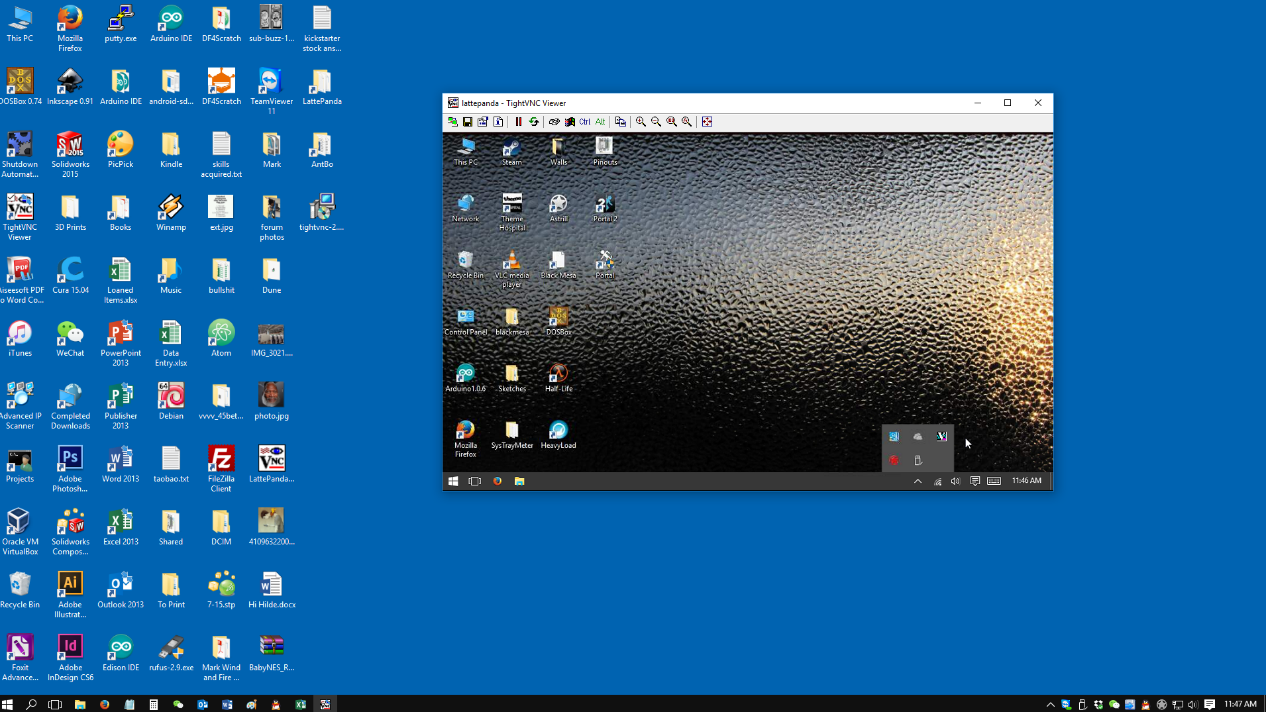 This PC
Mozilla
Firefox
putty.exe
Arduino IDE
DF4Scratch
sub-buzz-1...
kickstarter
stock ans...
DOSBox 0.74
Inkscape 0.91
Arduino IDE
android-sd...
DF4Scratch
TeamViewer
11
LattePanda
Shutdown
Automat...
Solidworks
2015
PicPick
Kindle
skills
acquired.txt
Mark
AntBo
TightVNC
Viewer
3D Prints
Books
Winamp
ext.jpg
forum
photos
tightvnc-2....
Aiseesoft PDF
to Word Co...
Cura 15.04
Loaned
Items.xlsx
Music
bullshit
Dune
iTunes
WeChat
PowerPoint
2013
Data
Entry.xlsx
Atom
IMG_3021....
Advanced IP
Scanner
Completed
Downloads
Publisher
2013
Debian
vvvv_45bet...
photo.jpg
Projects
Adobe
Photosh...
Word 2013
taobao.txt
FileZilla
Client
LattePanda...
Oracle VM
VirtualBox
Solidworks
Compos...
Excel 2013
Shared
DCIM
4109632200...
Recycle Bin
Adobe
Illustrat...
Outlook 2013
To Print
7-15.stp
Hi Hilde.docx
Foxit
Advance...
Adobe
InDesign CS6
Edison IDE
rufus-2.9.exe
Mark Wind
and Fire ...
BabyNES_R...
lattepanda - TightVNC Viewer
Ctrl Alt
This PC
Steam
Walls
Pinouts
Network
Theme
Hospital
Astrill
Portal 2
Recycle Bin
VLC media
player
Black Mesa
Portal
Control Panel
blackmesa
DOSBox
Arduino1.0.6
Sketches
Half-Life
Mozilla
Firefox
SysTrayMeter
HeavyLoad
11:46 AM
11:47 AM